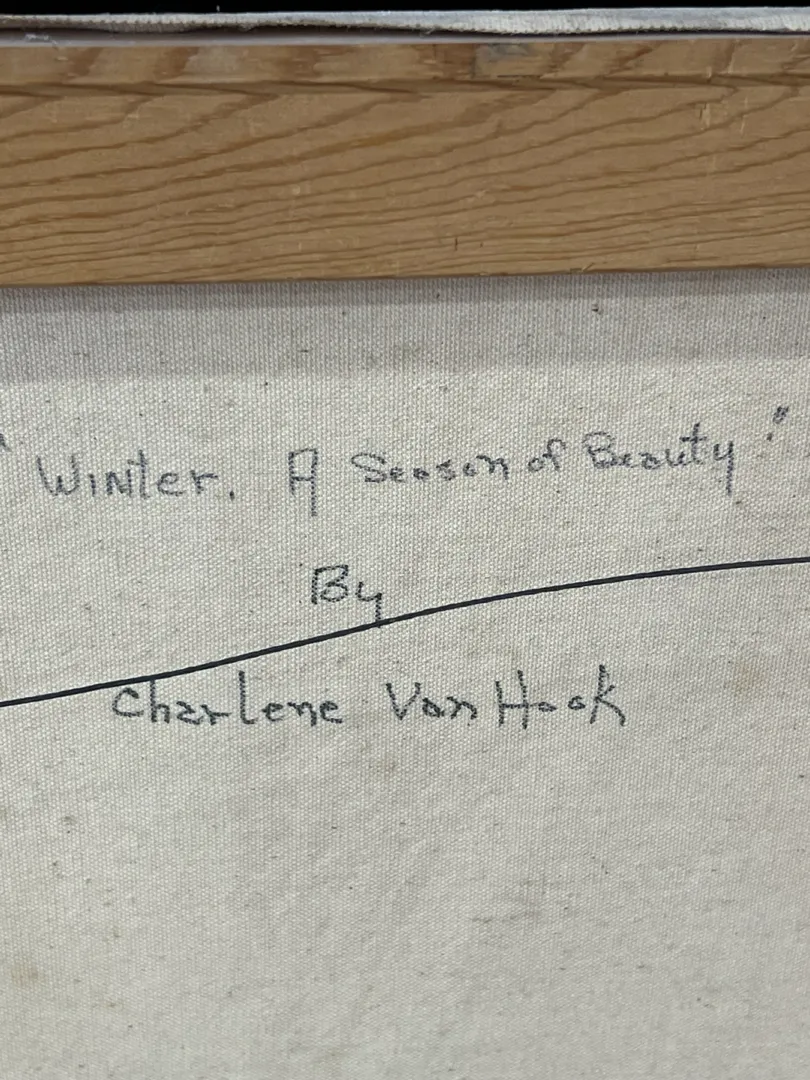 "Winter. A Season of Beauty."
By
Charlene Van Hook